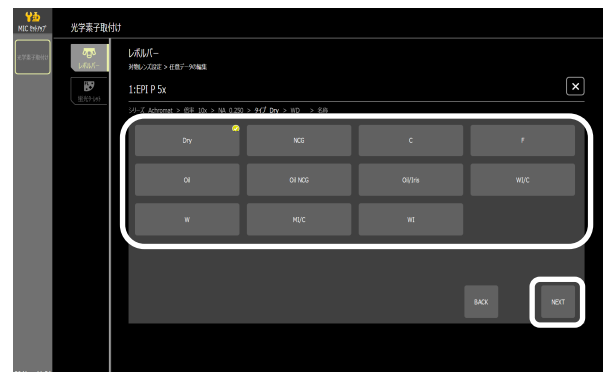 MIC セットアップ
光学素子取付け
光学素子取付け
レボルバー
蛍光ターレット
レボルバー
対物レンズ設定 > 任意データの編集
1:EPI P 5x
シリーズ Achromat > 倍率 10x > NA 0.250 > タイプ Dry > WD > 名称
Dry
NCG
C
F
Oil
Oil NCG
Oil/Iris
WI/C
W
MI/C
WI
BACK
NEXT